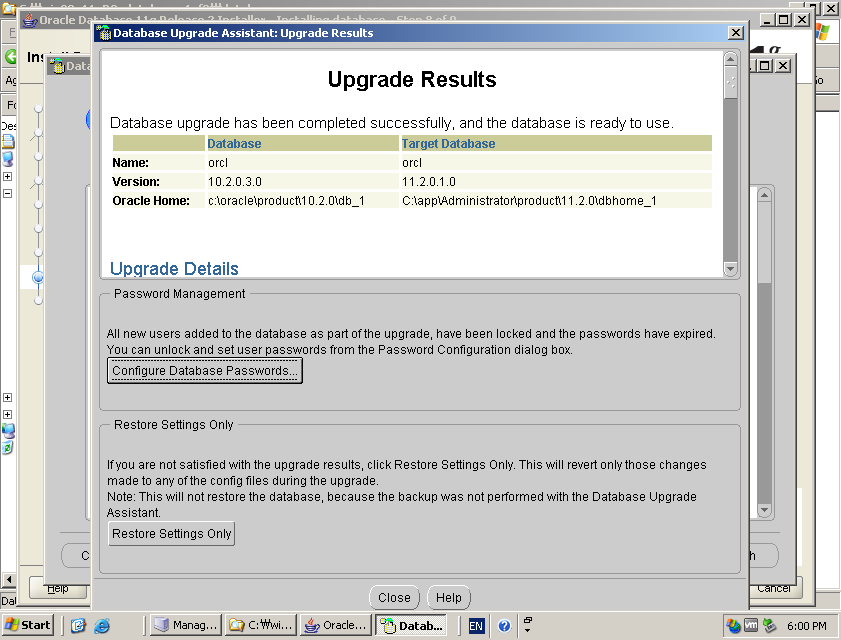 Oracle Database 11g Release 2 Installer - Installing database - Step 8 of 9
Database Upgrade Assistant: Upgrade Results
Data
Upgrade Results
Database upgrade has been completed successfully, and the database is ready to use.
Database Target Database
Name: orcl orcl
Version: 10.2.0.3.0 11.2.0.1.0
Oracle Home: c:\oracle\product\10.2.0\db_1 C:\app\Administrator\product\11.2.0\dbhome_1
Upgrade Details
Password Management
All new users added to the database as part of the upgrade, have been locked and the passwords have expired.
You can unlock and set user passwords from the Password Configuration dialog box.
Configure Database Passwords...
Restore Settings Only
If you are not satisfied with the upgrade results, click Restore Settings Only. This will revert only those changes
made to any of the config files during the upgrade.
Note: This will not restore the database, because the backup was not performed with the Database Upgrade
Assistant.
Restore Settings Only
Help
Cancel
Close Help
Start Manag... C:₩wi... Oracle... Datab... EN 6:00 PM